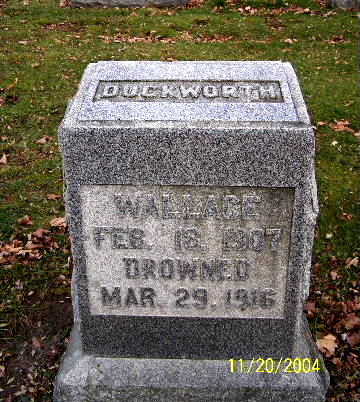 DUCKWORTH
WALLACE
FEB. 18. 1907
DROWNED
MAR. 29. 1916
11/20/2004